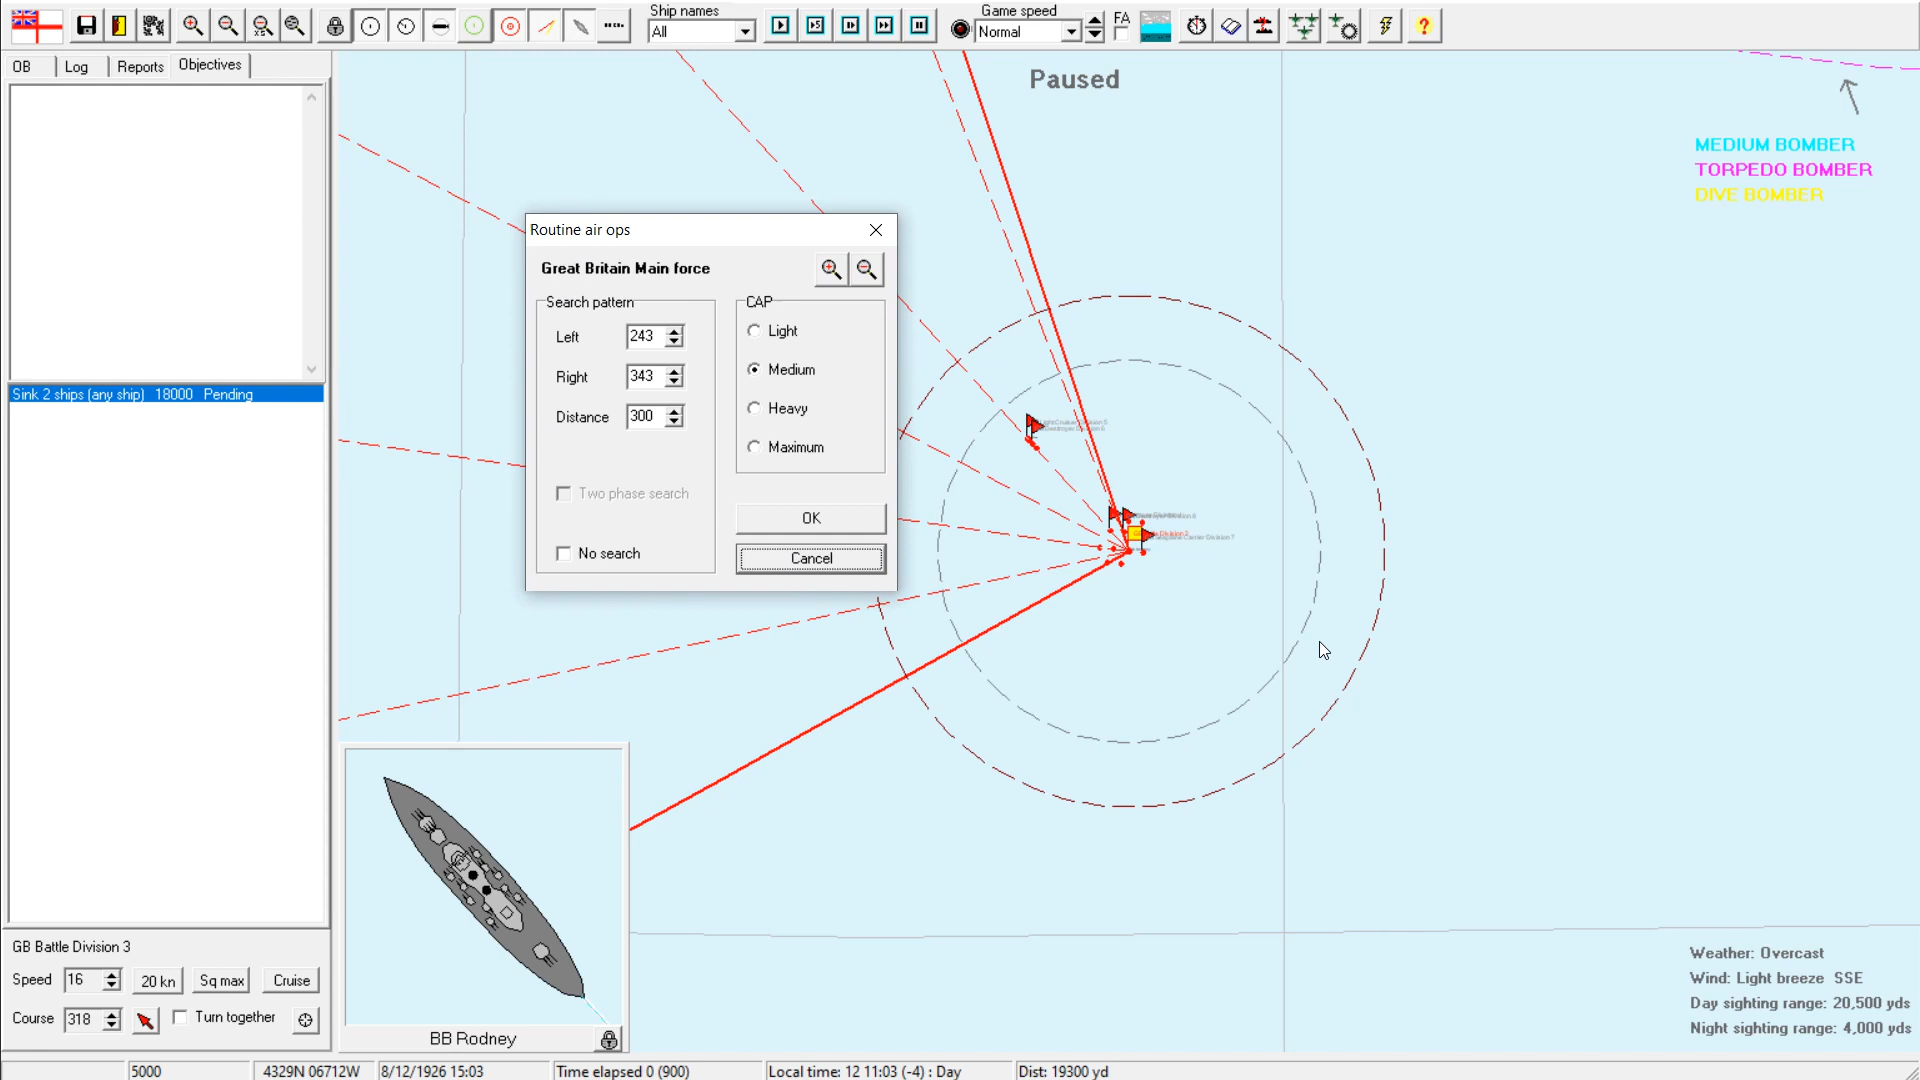 Ship names
All
Game speed
Normal
FA
OB
Log
Reports
Objectives
Paused
MEDIUM BOMBER
TORPEDO BOMBER
DIVE BOMBER
Routine air ops
Great Britain Main force
Search pattern
CAP
Left 243
Light
Right 343
Medium
Distance 300
Heavy
Maximum
Two phase search
OK
No search
Cancel
Sink 2 ships (any ship) 18000 Pending
GB Battle Division 3
Speed 16 20 kn Sq max Cruise
Course 318 Turn together
BB Rodney
Weather: Overcast
Wind: Light breeze SSE
Day sighting range: 20,500 yds
Night sighting range: 4,000 yds
5000
4329N 06712W
8/12/1926 15:03
Time elapsed 0 (900)
Local time: 12 11:03 (-4) : Day
Dist: 19300 yd